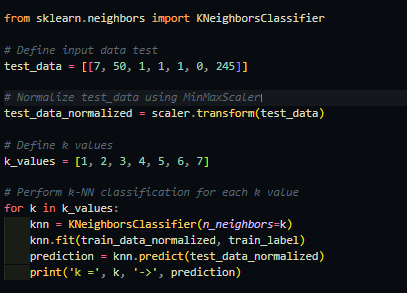 from sklearn.neighbors import KNeighborsClassifier
# Define input data test
test_data = [[7, 50, 1, 1, 1, 0, 245]]
# Normalize test_data using MinMaxScaler
test_data_normalized = scaler.transform(test_data)
# Define k values
k_values = [1, 2, 3, 4, 5, 6, 7]
# Perform k-NN classification for each k value
for k in k_values:
    knn = KNeighborsClassifier(n_neighbors=k)
    knn.fit(train_data_normalized, train_label)
    prediction = knn.predict(test_data_normalized)
    print('k =', k, '->', prediction)